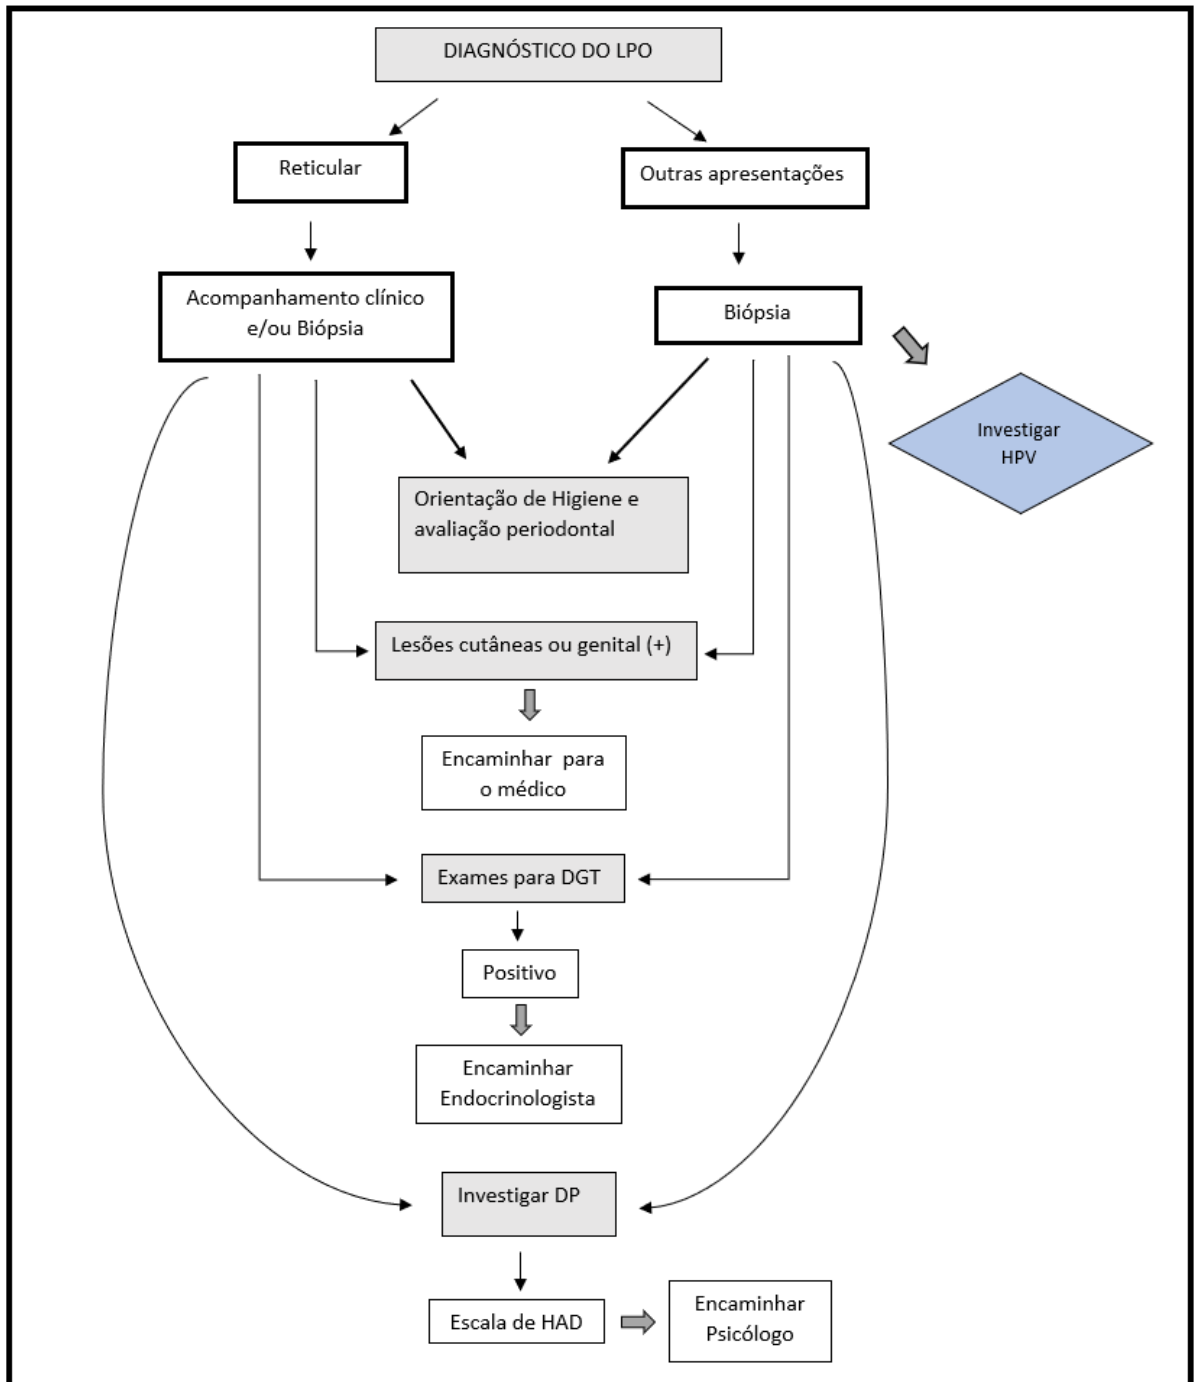 DIAGNÓSTICO DO LPO
Reticular
Outras apresentações
Acompanhamento clínico
e/ou Biópsia
Biópsia
Investigar
HPV
Orientação de Higiene e
avaliação periodontal
Lesões cutâneas ou genital (+)
Encaminhar para
o médico
Exames para DGT
Positivo
Encaminhar
Endocrinologista
Investigar DP
Escala de HAD
Encaminhar
Psicólogo